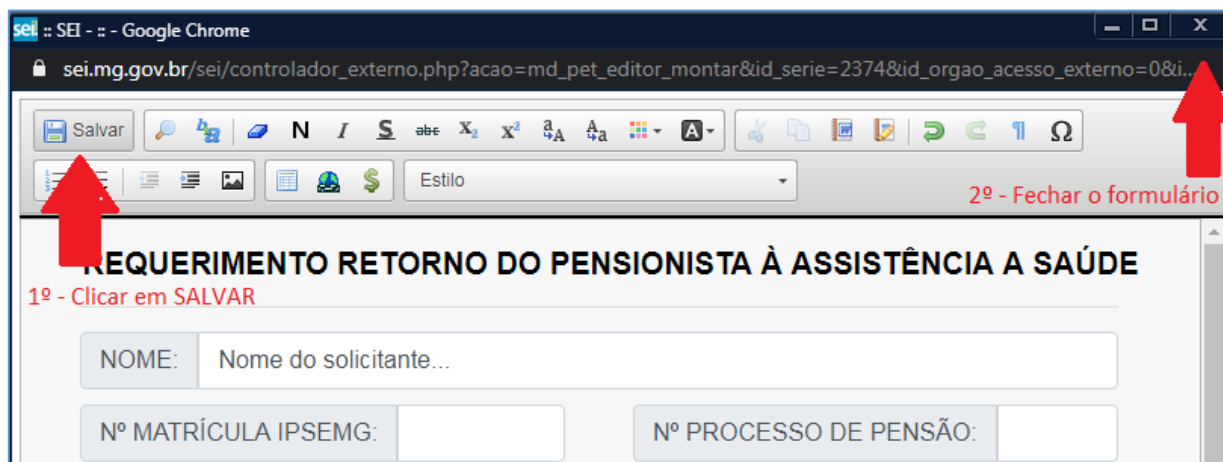 sei. :: SEI - :: - Google Chrome
sei.mg.gov.br/sei/controlador_externo.php?acao=md_pet_editor_montar&id_serie=2374&id_orgao_acesso_externo=0&i...
Salvar N I S abc X₂ X² a A A a A ¶ Ω
Estilo
2º - Fechar o formulário
REQUERIMENTO RETORNO DO PENSIONISTA À ASSISTÊNCIA A SAÚDE
1º - Clicar em SALVAR
NOME: Nome do solicitante...
Nº MATRÍCULA IPSEMG: Nº PROCESSO DE PENSÃO: